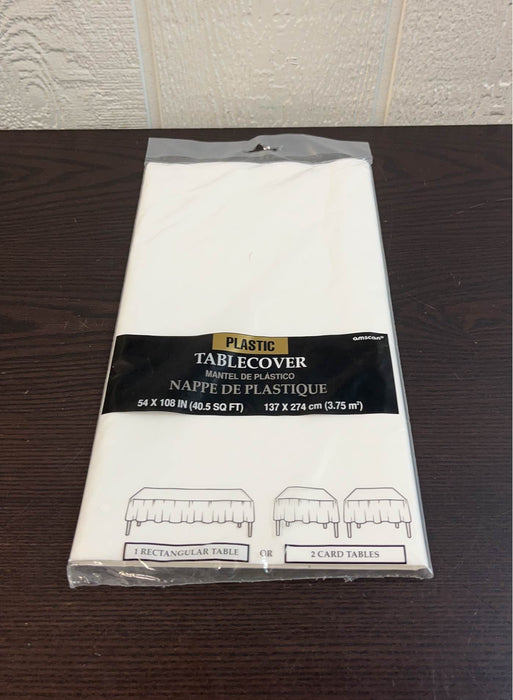 PLASTIC
amscan®
TABLECOVER
MANTEL DE PLÁSTICO
NAPPE DE PLASTIQUE
54 X 108 IN (40.5 SQ FT) 137 X 274 cm (3.75 m²)
1 RECTANGULAR TABLE OR 2 CARD TABLES